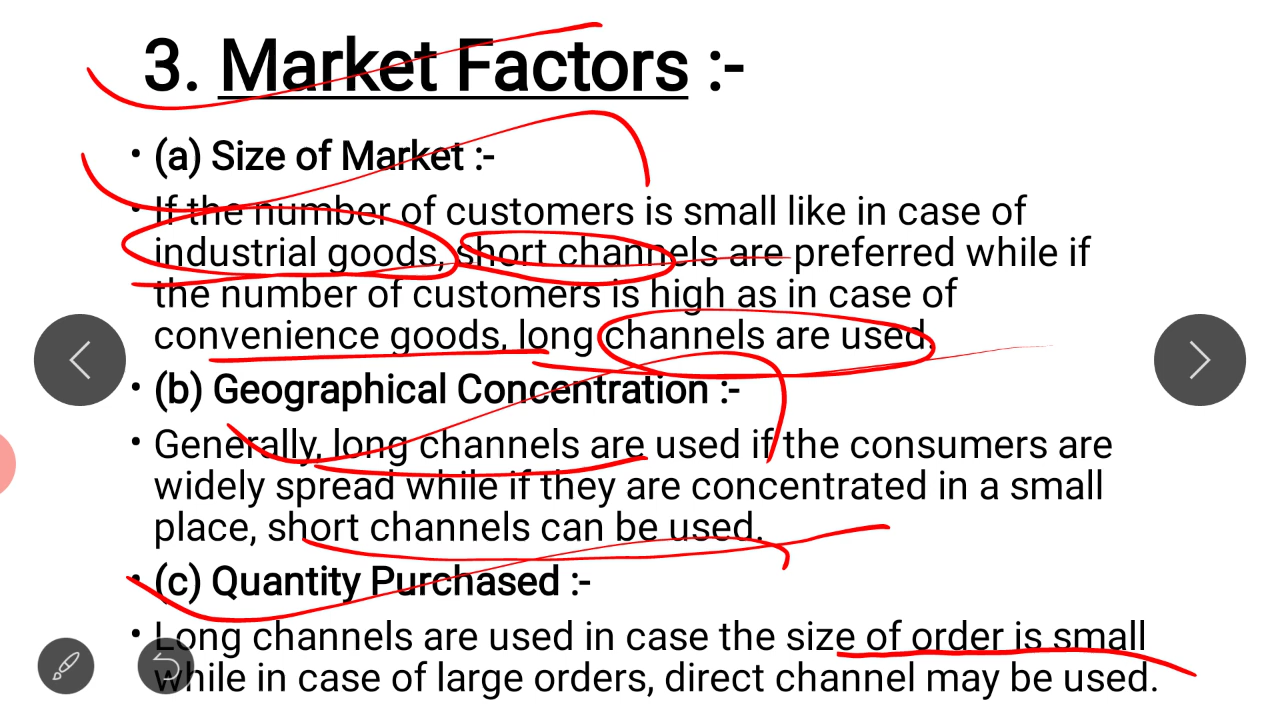 3. Market Factors :-
• (a) Size of Market :-
• If the number of customers is small like in case of
industrial goods, short channels are preferred while if
the number of customers is high as in case of
convenience goods, long channels are used.
• (b) Geographical Concentration :-
• Generally, long channels are used if the consumers are
widely spread while if they are concentrated in a small
place, short channels can be used.
• (c) Quantity Purchased :-
• Long channels are used in case the size of order is small
while in case of large orders, direct channel may be used.